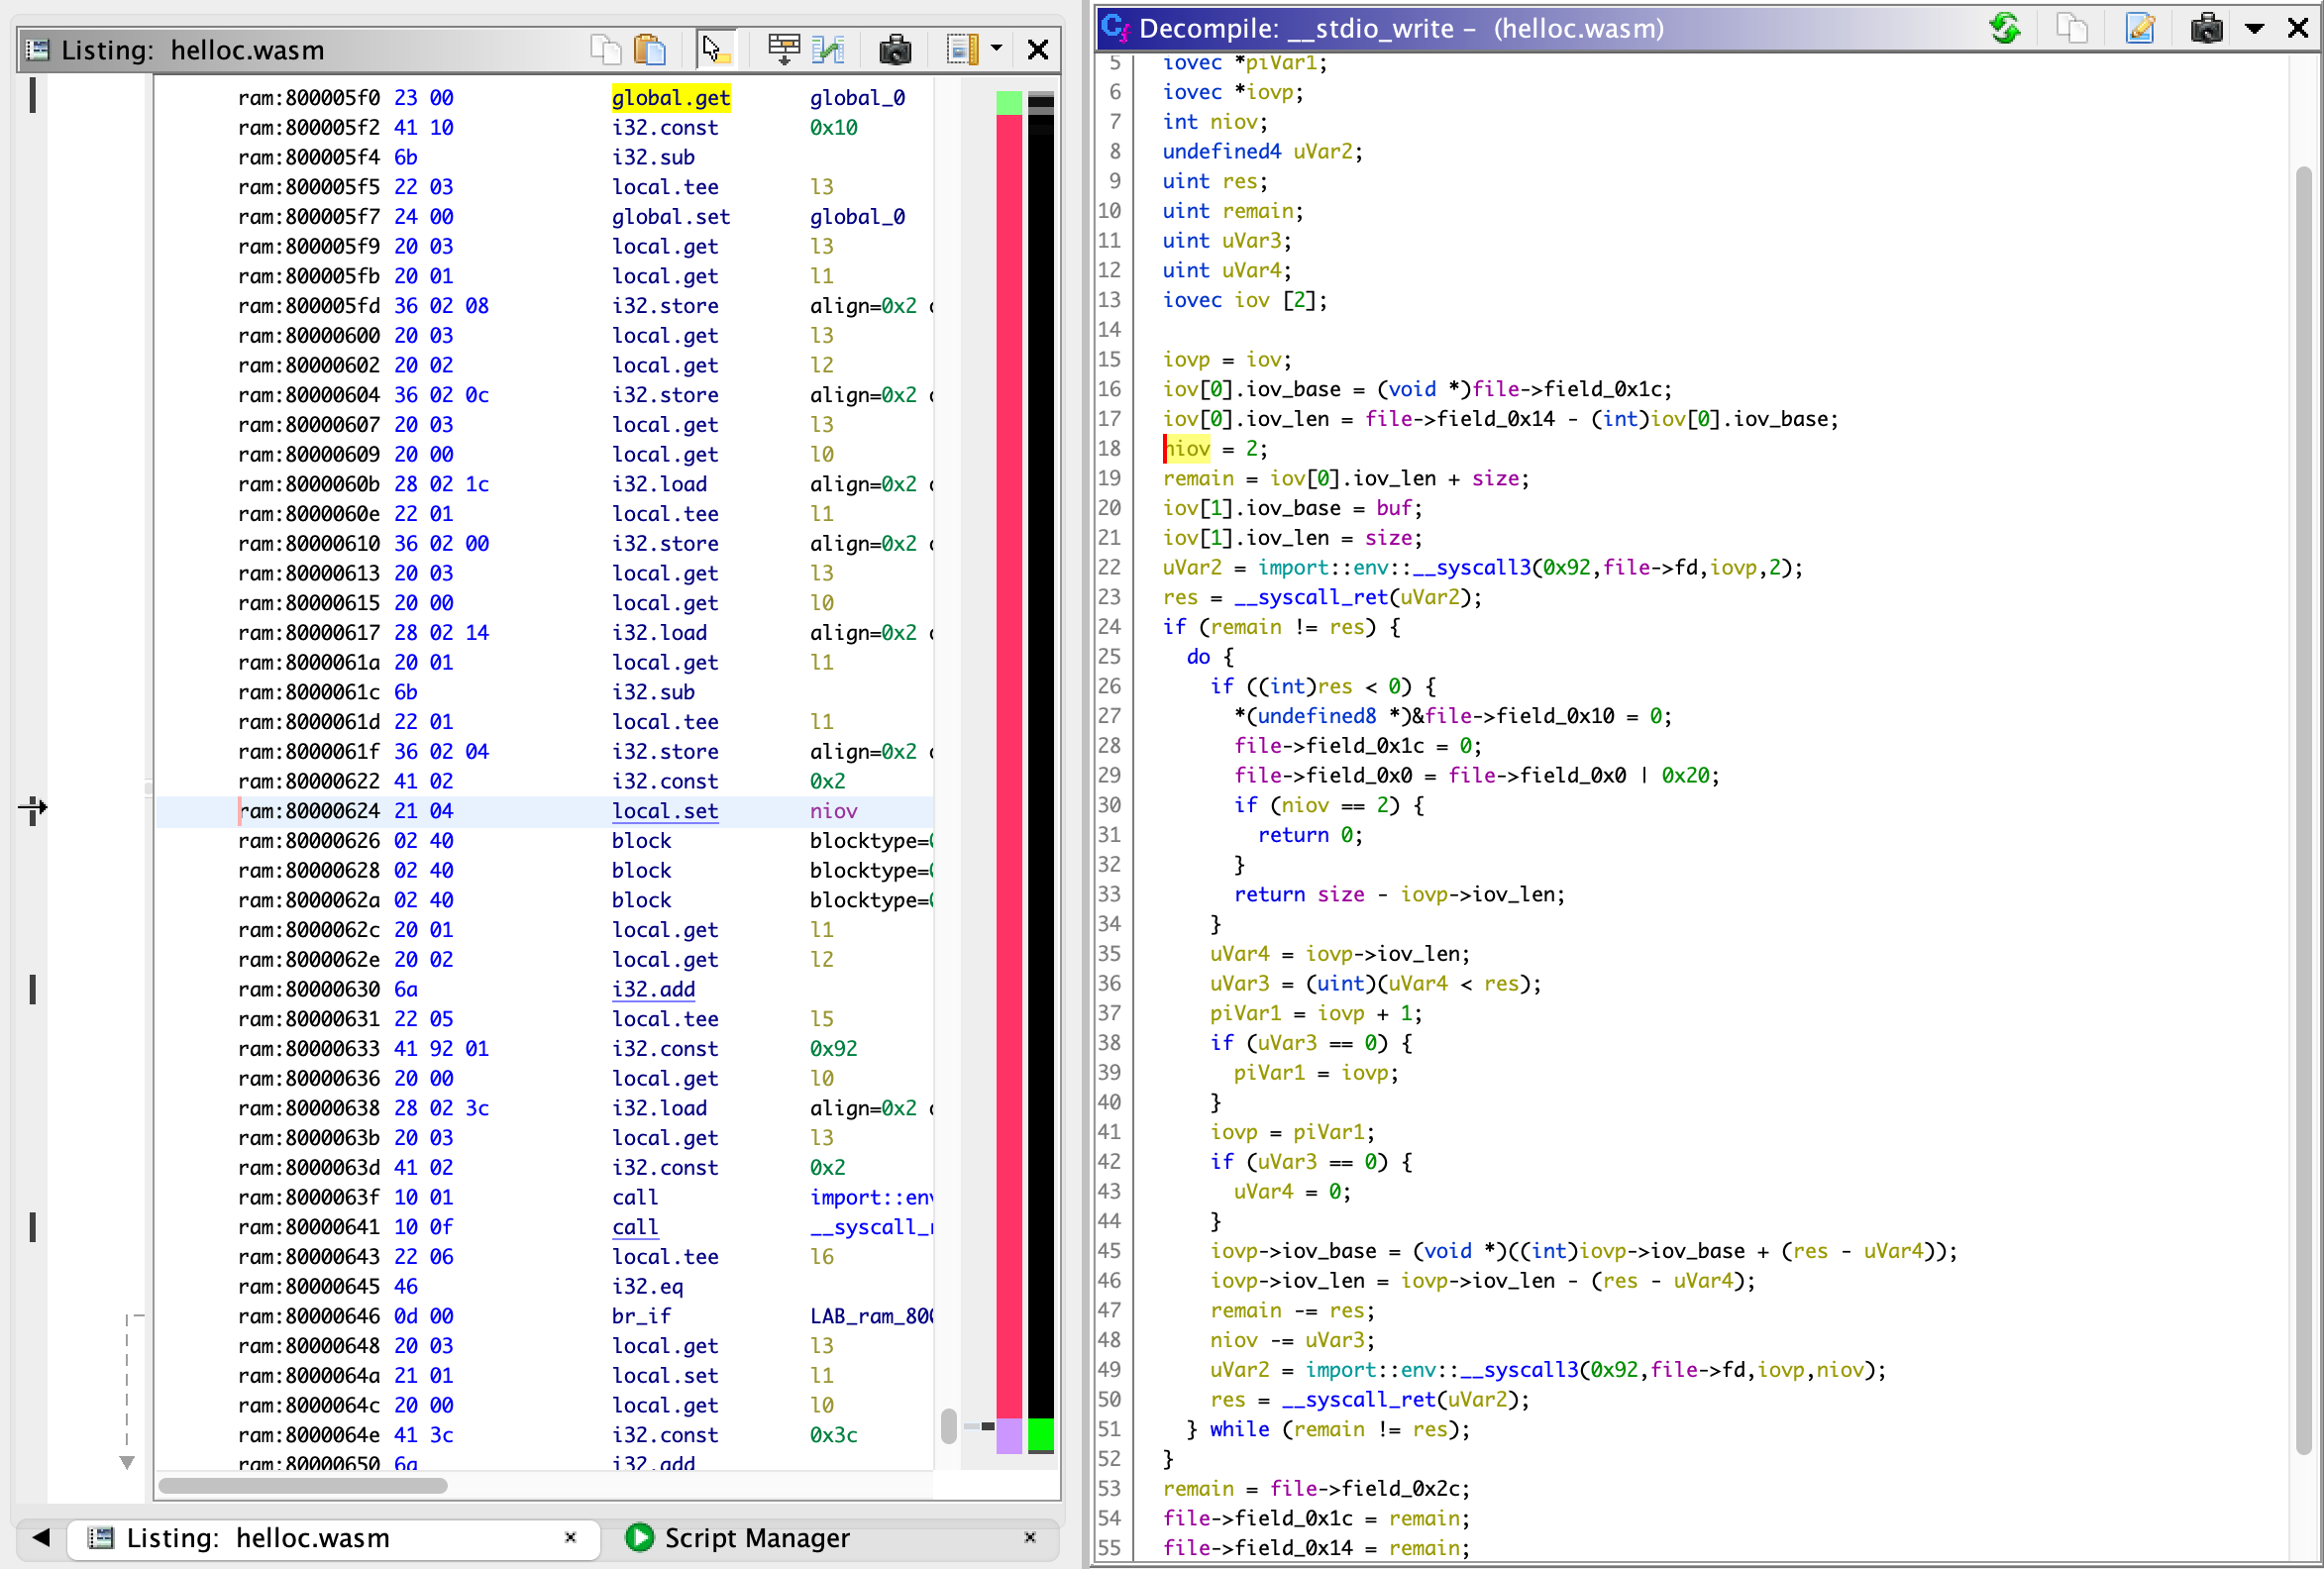 Listing: helloc.wasm
ram:800005f0 23 00 global.get global_0
ram:800005f2 41 10 i32.const 0x10
ram:800005f4 6b i32.sub
ram:800005f5 22 03 local.tee l3
ram:800005f7 24 00 global.set global_0
ram:800005f9 20 03 local.get l3
ram:800005fb 20 01 local.get l1
ram:800005fd 36 02 08 i32.store align=0x2
ram:80000600 20 03 local.get l3
ram:80000602 20 02 local.get l2
ram:80000604 36 02 0c i32.store align=0x2
ram:80000607 20 03 local.get l3
ram:80000609 20 00 local.get l0
ram:8000060b 28 02 1c i32.load align=0x2
ram:8000060e 22 01 local.tee l1
ram:80000610 36 02 00 i32.store align=0x2
ram:80000613 20 03 local.get l3
ram:80000615 20 00 local.get l0
ram:80000617 28 02 14 i32.load align=0x2
ram:8000061a 20 01 local.get l1
ram:8000061c 6b i32.sub
ram:8000061d 22 01 local.tee l1
ram:8000061f 36 02 04 i32.store align=0x2
ram:80000622 41 02 i32.const 0x2
ram:80000624 21 04 local.set niov
ram:80000626 02 40 block blocktype=
ram:80000628 02 40 block blocktype=
ram:8000062a 02 40 block blocktype=
ram:8000062c 20 01 local.get l1
ram:8000062e 20 02 local.get l2
ram:80000630 6a i32.add
ram:80000631 22 05 local.tee l5
ram:80000633 41 92 01 i32.const 0x92
ram:80000636 20 00 local.get l0
ram:80000638 28 02 3c i32.load align=0x2
ram:8000063b 20 03 local.get l3
ram:8000063d 41 02 i32.const 0x2
ram:8000063f 10 01 call import::env
ram:80000641 10 0f call __syscall_r
ram:80000643 22 06 local.tee l6
ram:80000645 46 i32.eq
ram:80000646 0d 00 br_if LAB_ram_800
ram:80000648 20 03 local.get l3
ram:8000064a 21 01 local.set l1
ram:8000064c 20 00 local.get l0
ram:8000064e 41 3c i32.const 0x3c
ram:80000650 6a i32.add
Listing: helloc.wasm
Script Manager
Decompile: __stdio_write - (helloc.wasm)
5 iovec *piVar1;
6 iovec *iovp;
7 int niov;
8 undefined4 uVar2;
9 uint res;
10 uint remain;
11 uint uVar3;
12 uint uVar4;
13 iovec iov [2];
14
15 iovp = iov;
16 iov[0].iov_base = (void *)file->field_0x1c;
17 iov[0].iov_len = file->field_0x14 - (int)iov[0].iov_base;
18 niov = 2;
19 remain = iov[0].iov_len + size;
20 iov[1].iov_base = buf;
21 iov[1].iov_len = size;
22 uVar2 = import::env::__syscall3(0x92,file->fd,iovp,2);
23 res = __syscall_ret(uVar2);
24 if (remain != res) {
25 do {
26 if ((int)res < 0) {
27 *(undefined8 *)&file->field_0x10 = 0;
28 file->field_0x1c = 0;
29 file->field_0x0 = file->field_0x0 | 0x20;
30 if (niov == 2) {
31 return 0;
32 }
33 return size - iovp->iov_len;
34 }
35 uVar4 = iovp->iov_len;
36 uVar3 = (uint)(uVar4 < res);
37 piVar1 = iovp + 1;
38 if (uVar3 == 0) {
39 piVar1 = iovp;
40 }
41 iovp = piVar1;
42 if (uVar3 == 0) {
43 uVar4 = 0;
44 }
45 iovp->iov_base = (void *)((int)iovp->iov_base + (res - uVar4));
46 iovp->iov_len = iovp->iov_len - (res - uVar4);
47 remain -= res;
48 niov -= uVar3;
49 uVar2 = import::env::__syscall3(0x92,file->fd,iovp,niov);
50 res = __syscall_ret(uVar2);
51 } while (remain != res);
52 }
53 remain = file->field_0x2c;
54 file->field_0x1c = remain;
55 file->field_0x14 = remain;